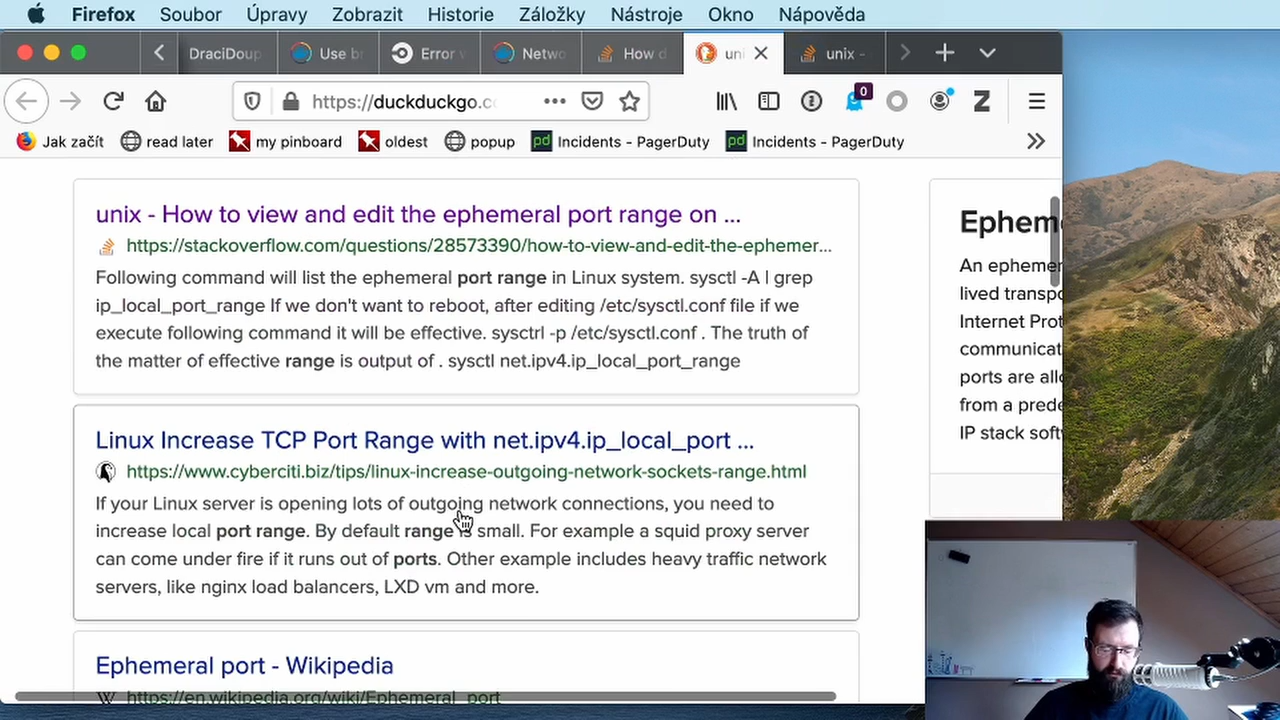 Firefox Soubor Úpravy Zobrazit Historie Záložky Nástroje Okno Nápověda
DraciDoup Use br Error Netwo How d uni unix -
https://duckduckgo.c
0
Jak začít read later my pinboard oldest popup Incidents - PagerDuty Incidents - PagerDuty
unix - How to view and edit the ephemeral port range on ...
https://stackoverflow.com/questions/28573390/how-to-view-and-edit-the-ephemer...
Following command will list the ephemeral port range in Linux system. sysctl -A | grep
ip_local_port_range If we don't want to reboot, after editing /etc/sysctl.conf file if we
execute following command it will be effective. sysctrl -p /etc/sysctl.conf . The truth of
the matter of effective range is output of . sysctl net.ipv4.ip_local_port_range
Linux Increase TCP Port Range with net.ipv4.ip_local_port ...
https://www.cyberciti.biz/tips/linux-increase-outgoing-network-sockets-range.html
If your Linux server is opening lots of outgoing network connections, you need to
increase local port range. By default range is small. For example a squid proxy server
can come under fire if it runs out of ports. Other example includes heavy traffic network
servers, like nginx load balancers, LXD vm and more.
Ephemeral port - Wikipedia
https://en.wikipedia.org/wiki/Ephemeral_port
Ephem
An ephemer
lived transpo
Internet Prot
communicat
ports are allo
from a prede
IP stack soft